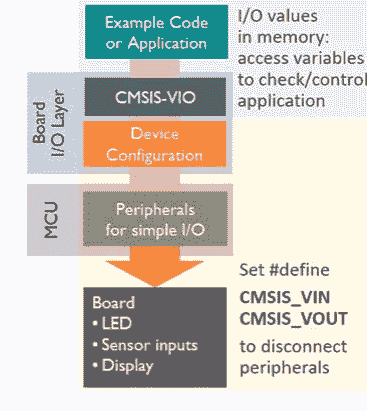 Example Code
or Application
I/O values
in memory:
access variables
to check/control
application
Board
I/O Layer
CMSIS-VIO
Device
Configuration
MCU
Peripherals
for simple I/O
Board
• LED
• Sensor inputs
• Display
Set #define
CMSIS_VIN
CMSIS_VOUT
to disconnect
peripherals